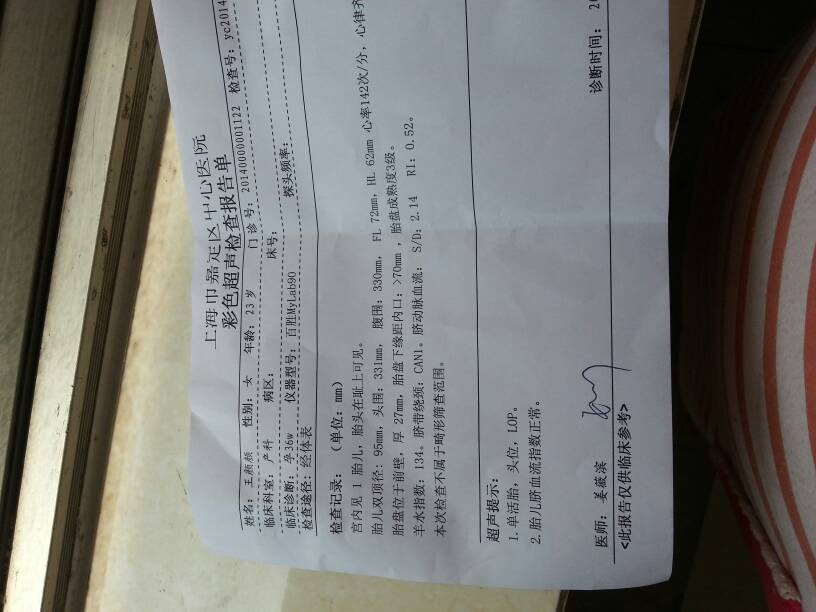 上海市嘉定区中心医院
彩色超声检查报告单
姓名：王颜颜 性别：女 年龄：23 岁 门诊号：201400000001122 检查号：yc2014
临床科室：产科 病区： 床号：
临床诊断：孕36w 仪器型号：百胜MyLab90 探头频率：
检查途径：经体表
检查记录：（单位：mm）
宫内见 1 胎儿，胎头在耻上可见。
胎儿双顶径：95mm，头围：331mm，腹围：330mm，FL 72mm，HL 62mm 心率142次/分，心律齐
胎盘位于前壁，厚 27mm，胎盘下缘距内口：>70mm ，胎盘成熟度3级。
羊水指数：134。脐带绕颈：CAN1。脐动脉血流： S/D：2.14 RI：0.52。
本次检查不属于畸形筛查范围。
超声提示：
1. 单活胎，头位，LOP。
2. 胎儿脐血流指数正常。
医师：姜薇滨 诊断时间：20
<此报告仅供临床参考>